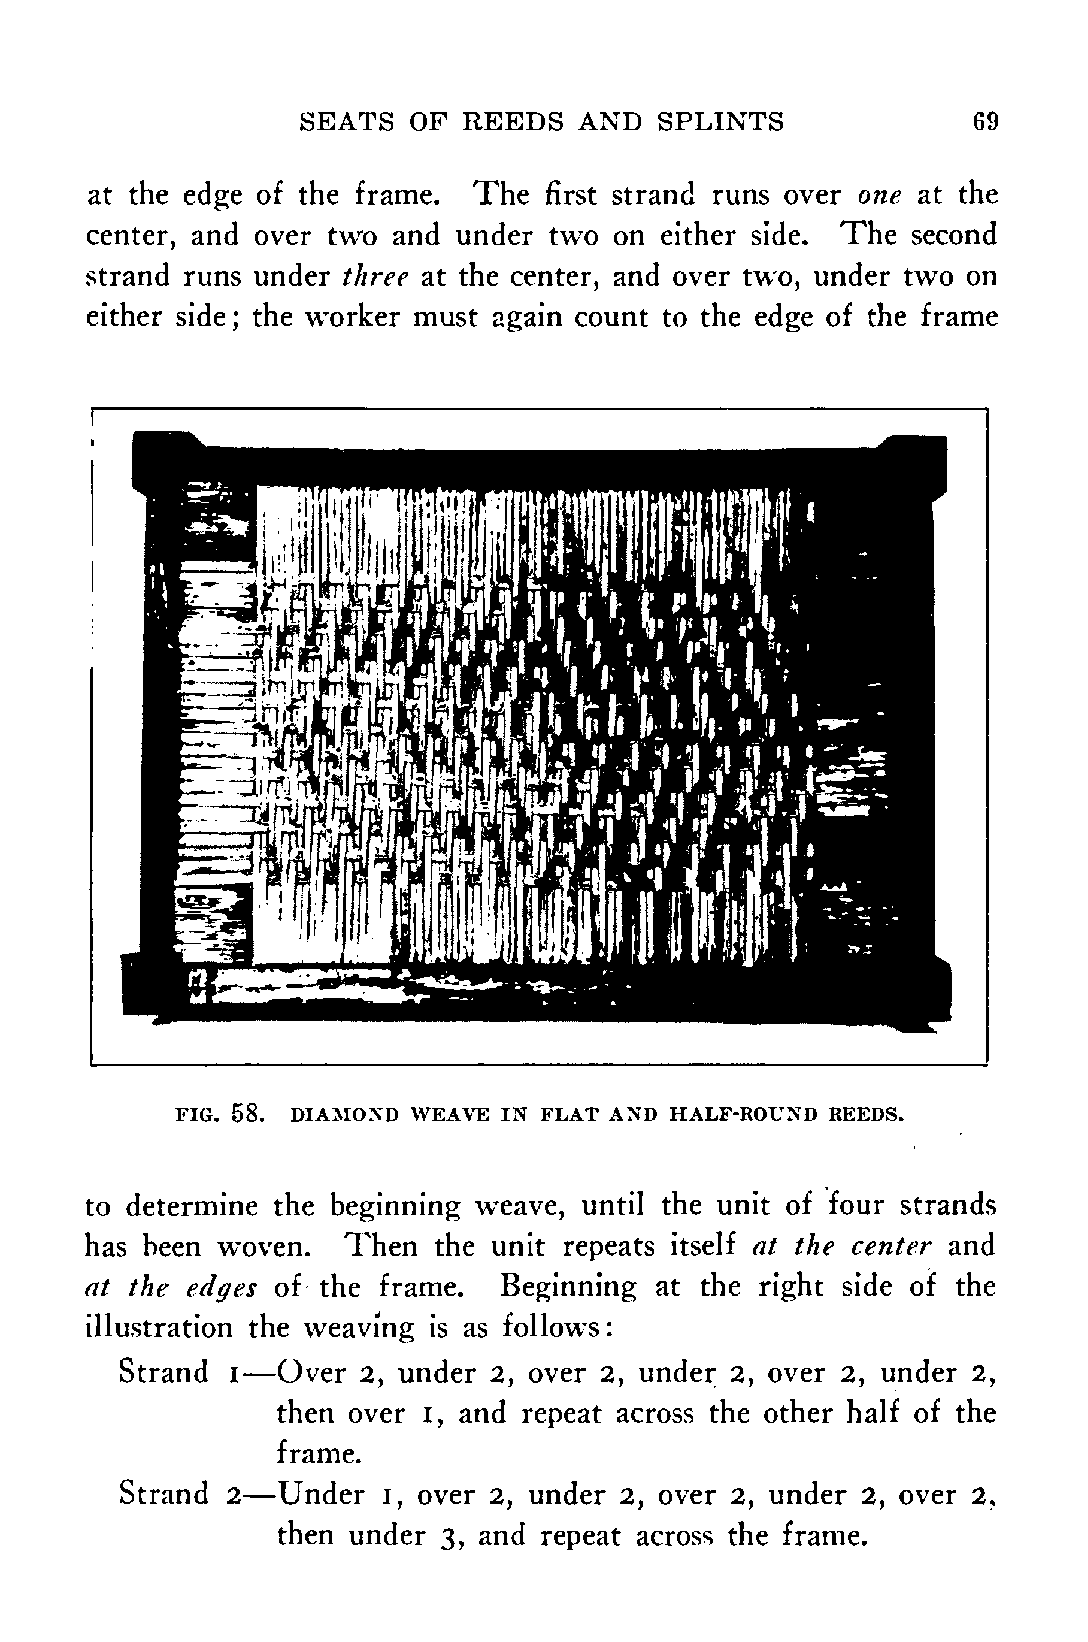 SEATS OF REEDS AND SPLINTS 69
at the edge of the frame. The first strand runs over one at the
center, and over two and under two on either side. The second
strand runs under three at the center, and over two, under two on
either side; the worker must again count to the edge of the frame
FIG. 58. DIAMOND WEAVE IN FLAT AND HALF-ROUND REEDS.
to determine the beginning weave, until the unit of four strands
has been woven. Then the unit repeats itself at the center and
at the edges of the frame. Beginning at the right side of the
illustration the weaving is as follows:
Strand 1—Over 2, under 2, over 2, under 2, over 2, under 2,
then over 1, and repeat across the other half of the
frame.
Strand 2—Under 1, over 2, under 2, over 2, under 2, over 2,
then under 3, and repeat across the frame.